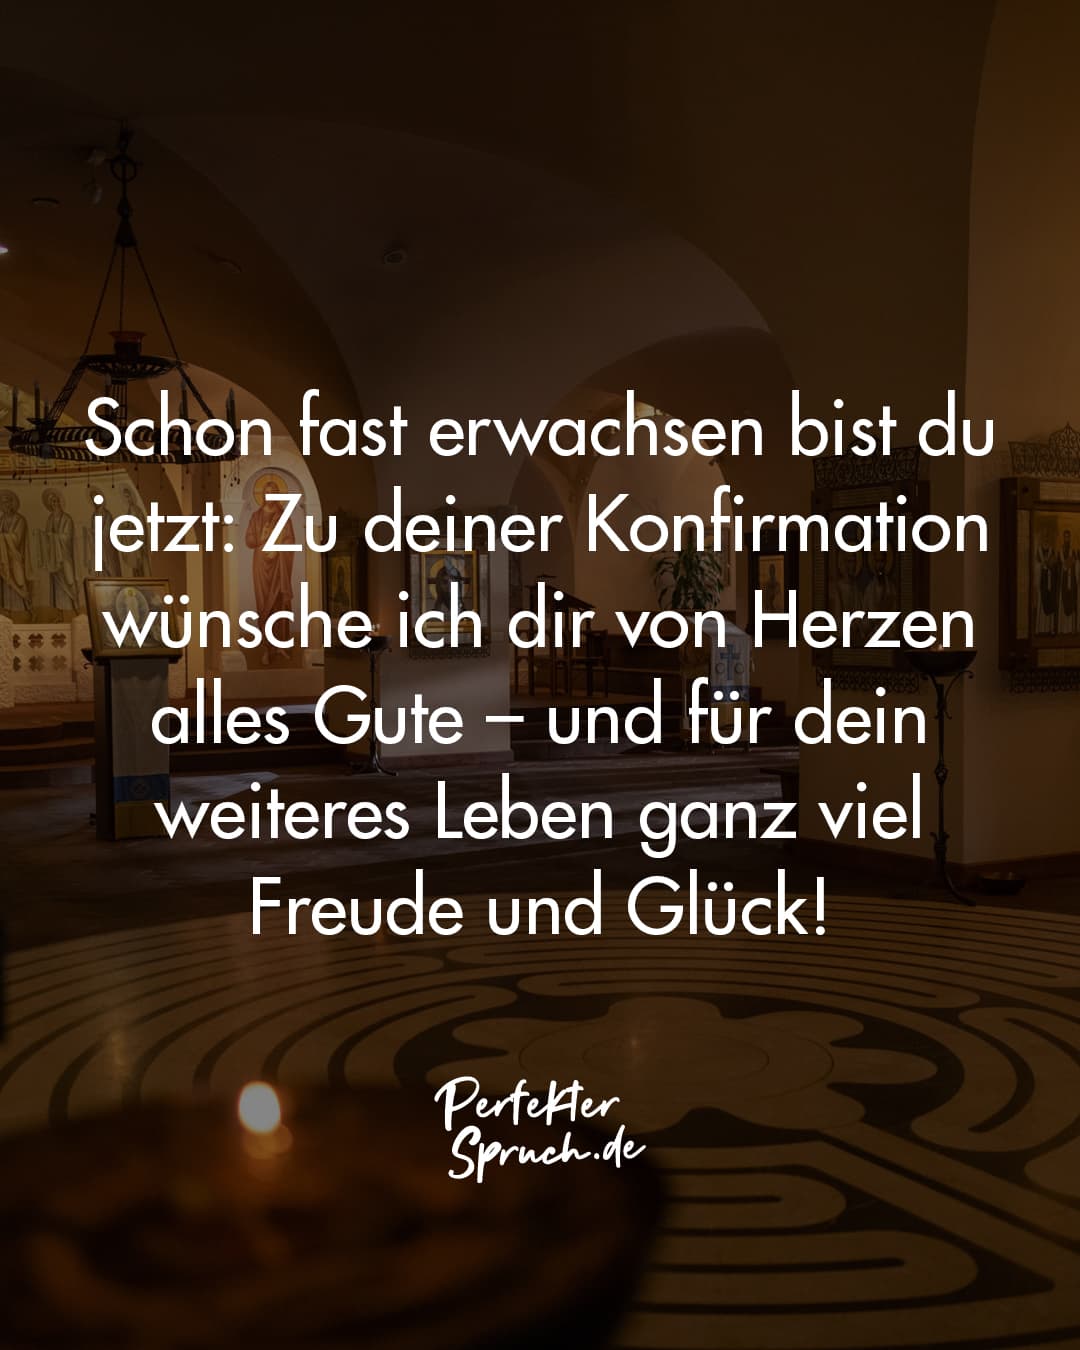 Schon fast erwachsen bist du
jetzt: Zu deiner Konfirmation
wünsche ich dir von Herzen
alles Gute – und für dein
weiteres Leben ganz viel
Freude und Glück!
Perfekter
Spruch.de